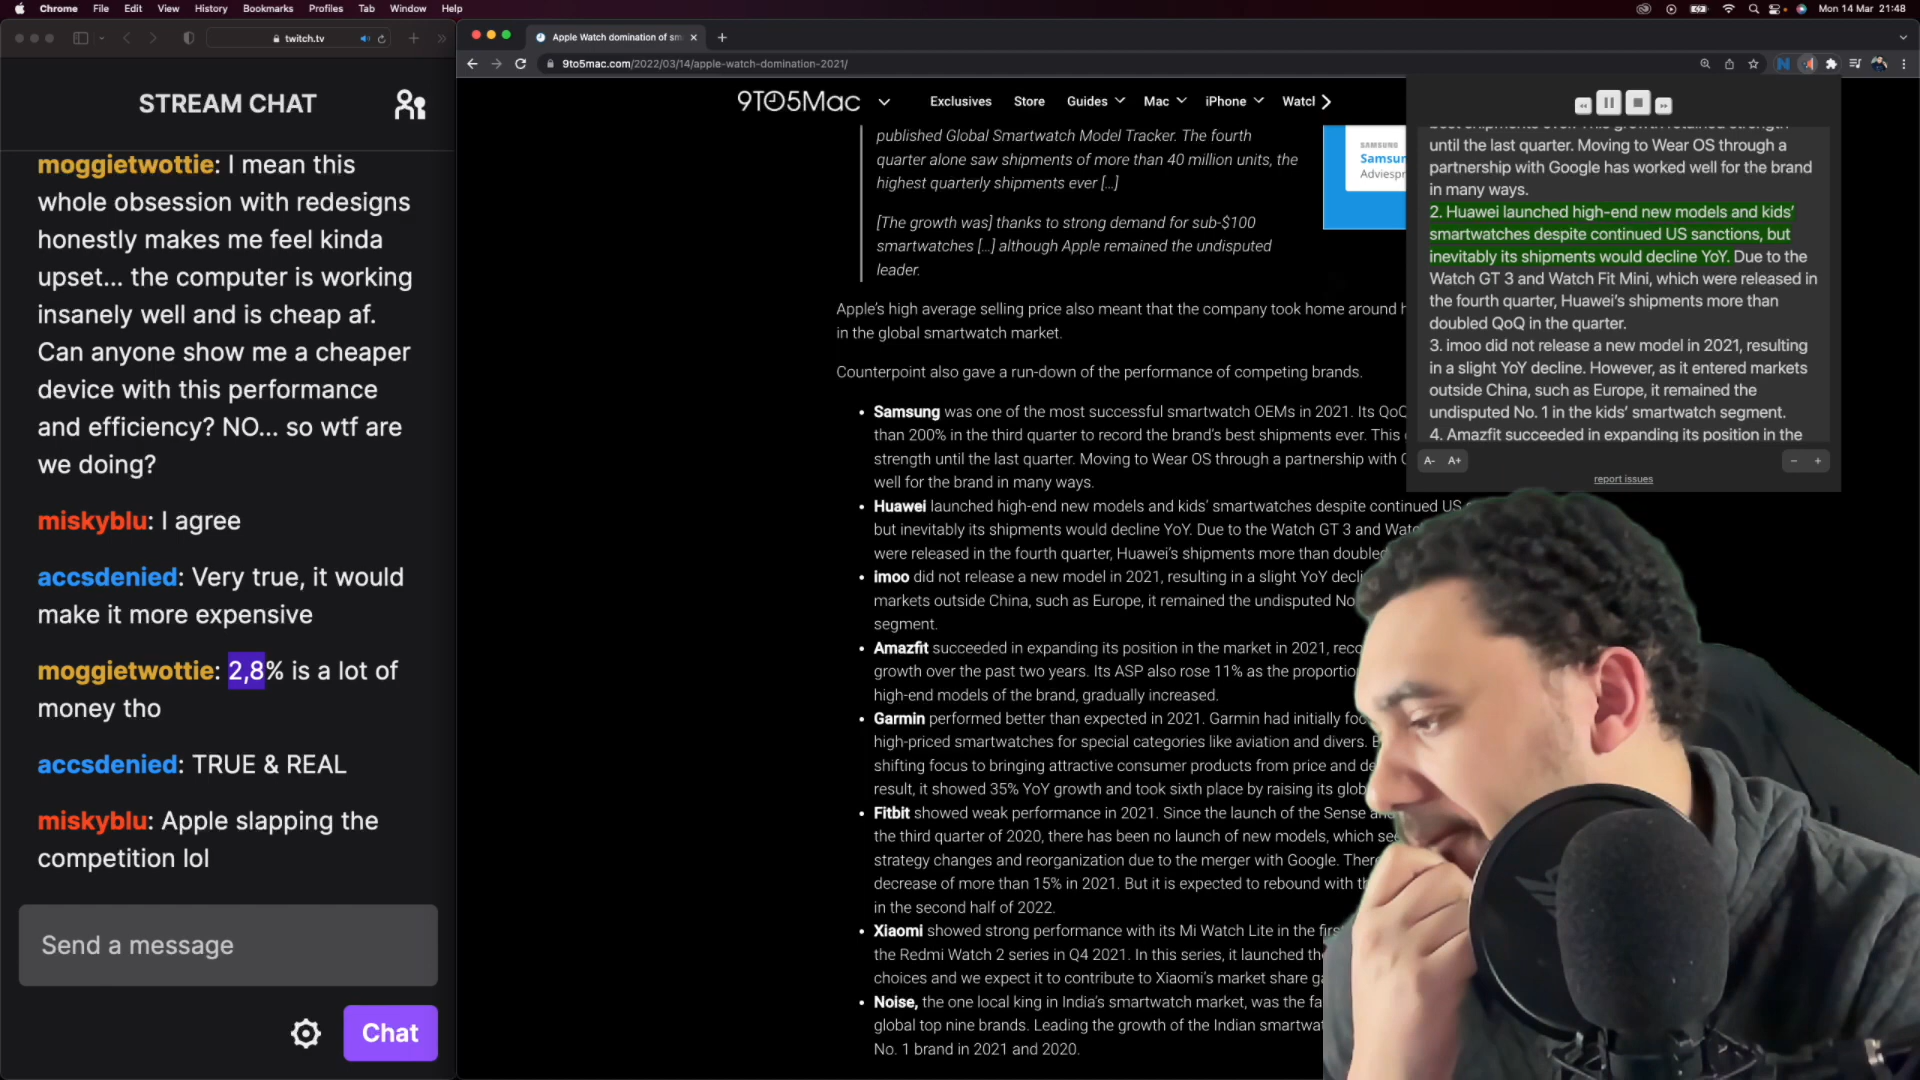 Chrome File Edit View History Bookmarks Profiles Tab Window Help
Mon 14 Mar 21:48
twitch.tv
STREAM CHAT
moggietwottie: I mean this
whole obsession with redesigns
honestly makes me feel kinda
upset... the computer is working
insanely well and is cheap af.
Can anyone show me a cheaper
device with this performance
and efficiency? NO... so wtf are
we doing?
miskyblu: I agree
accsdenied: Very true, it would
make it more expensive
moggietwottie: 2,8% is a lot of
money tho
accsdenied: TRUE & REAL
miskyblu: Apple slapping the
competition lol
Send a message
Chat
Apple Watch domination of sm
9to5mac.com/2022/03/14/apple-watch-domination-2021/
9TO5Mac
Exclusives Store Guides Mac iPhone Watcl
published Global Smartwatch Model Tracker. The fourth
quarter alone saw shipments of more than 40 million units, the
highest quarterly shipments ever [...]
[The growth was] thanks to strong demand for sub-$100
smartwatches [...] although Apple remained the undisputed
leader.
SAMSUNG
Samsu
Adviespr
Apple's high average selling price also meant that the company took home around h
in the global smartwatch market.
Counterpoint also gave a run-down of the performance of competing brands.
• Samsung was one of the most successful smartwatch OEMs in 2021. Its QoQ
than 200% in the third quarter to record the brand's best shipments ever. This
strength until the last quarter. Moving to Wear OS through a partnership with G
well for the brand in many ways.
• Huawei launched high-end new models and kids' smartwatches despite continued US
but inevitably its shipments would decline YoY. Due to the Watch GT 3 and Watc
were released in the fourth quarter, Huawei's shipments more than doubled
• imoo did not release a new model in 2021, resulting in a slight YoY decli
markets outside China, such as Europe, it remained the undisputed No
segment.
• Amazfit succeeded in expanding its position in the market in 2021, reco
growth over the past two years. Its ASP also rose 11% as the proportion
high-end models of the brand, gradually increased.
• Garmin performed better than expected in 2021. Garmin had initially foc
high-priced smartwatches for special categories like aviation and divers.
shifting focus to bringing attractive consumer products from price and de
result, it showed 35% YoY growth and took sixth place by raising its glob
• Fitbit showed weak performance in 2021. Since the launch of the Sense an
the third quarter of 2020, there has been no launch of new models, which see
strategy changes and reorganization due to the merger with Google. There
decrease of more than 15% in 2021. But it is expected to rebound with th
in the second half of 2022.
• Xiaomi showed strong performance with its Mi Watch Lite in the firs
the Redmi Watch 2 series in Q4 2021. In this series, it launched the
choices and we expect it to contribute to Xiaomi's market share ga
• Noise, the one local king in India's smartwatch market, was the fa
global top nine brands. Leading the growth of the Indian smartwat
No. 1 brand in 2021 and 2020.
best shipments ever. This growth retained strength
until the last quarter. Moving to Wear OS through a
partnership with Google has worked well for the brand
in many ways.
2. Huawei launched high-end new models and kids'
smartwatches despite continued US sanctions, but
inevitably its shipments would decline YoY. Due to the
Watch GT 3 and Watch Fit Mini, which were released in
the fourth quarter, Huawei's shipments more than
doubled QoQ in the quarter.
3. imoo did not release a new model in 2021, resulting
in a slight YoY decline. However, as it entered markets
outside China, such as Europe, it remained the
undisputed No. 1 in the kids' smartwatch segment.
4. Amazfit succeeded in expanding its position in the
A- A+
− +
report issues